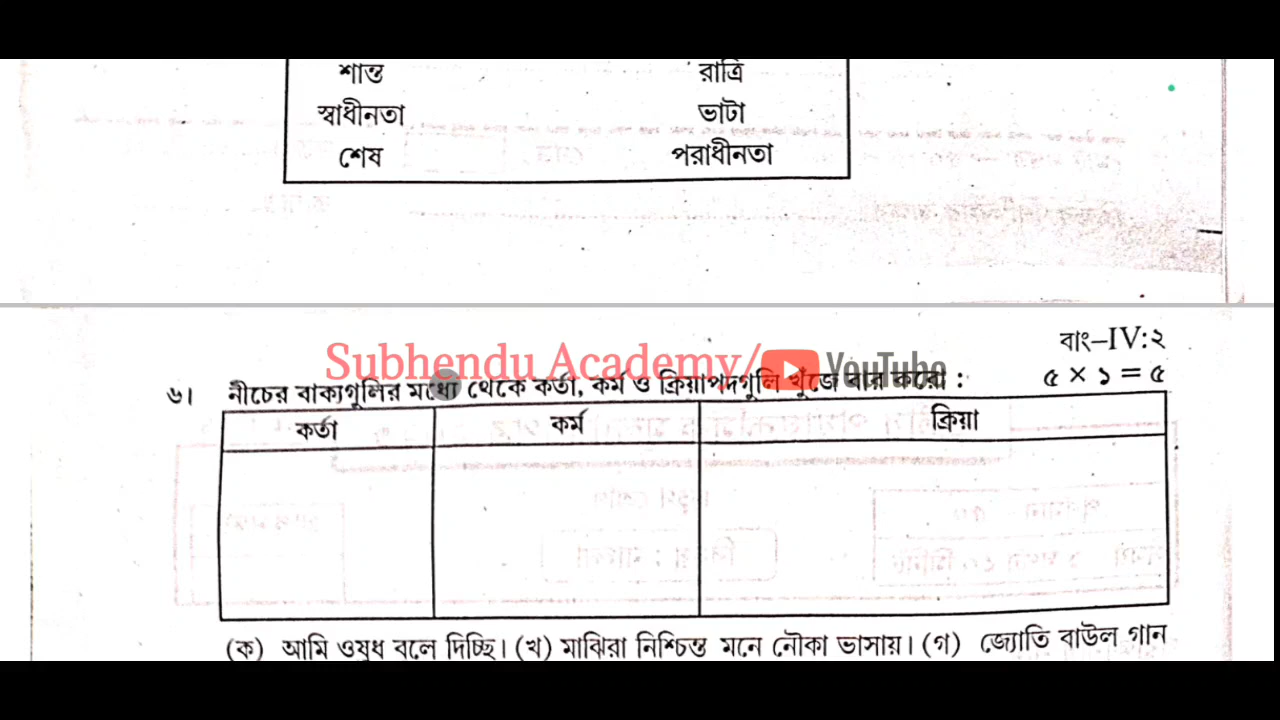 শান্ত রাত্রি
স্বাধীনতা ভাটা
শেষ পরাধীনতা
বাং–IV:২
Subhendu Academy/ YouTube
৬। নীচের বাক্যগুলির মধ্যে থেকে কর্তা, কর্ম ও ক্রিয়াপদগুলি খুঁজে বার করো : ৫ × ১ = ৫
কর্তা কর্ম ক্রিয়া
(ক) আমি ওষুধ বলে দিচ্ছি। (খ) মাঝিরা নিশ্চিন্ত মনে নৌকা ভাসায়। (গ) জ্যোতি বাউল গান